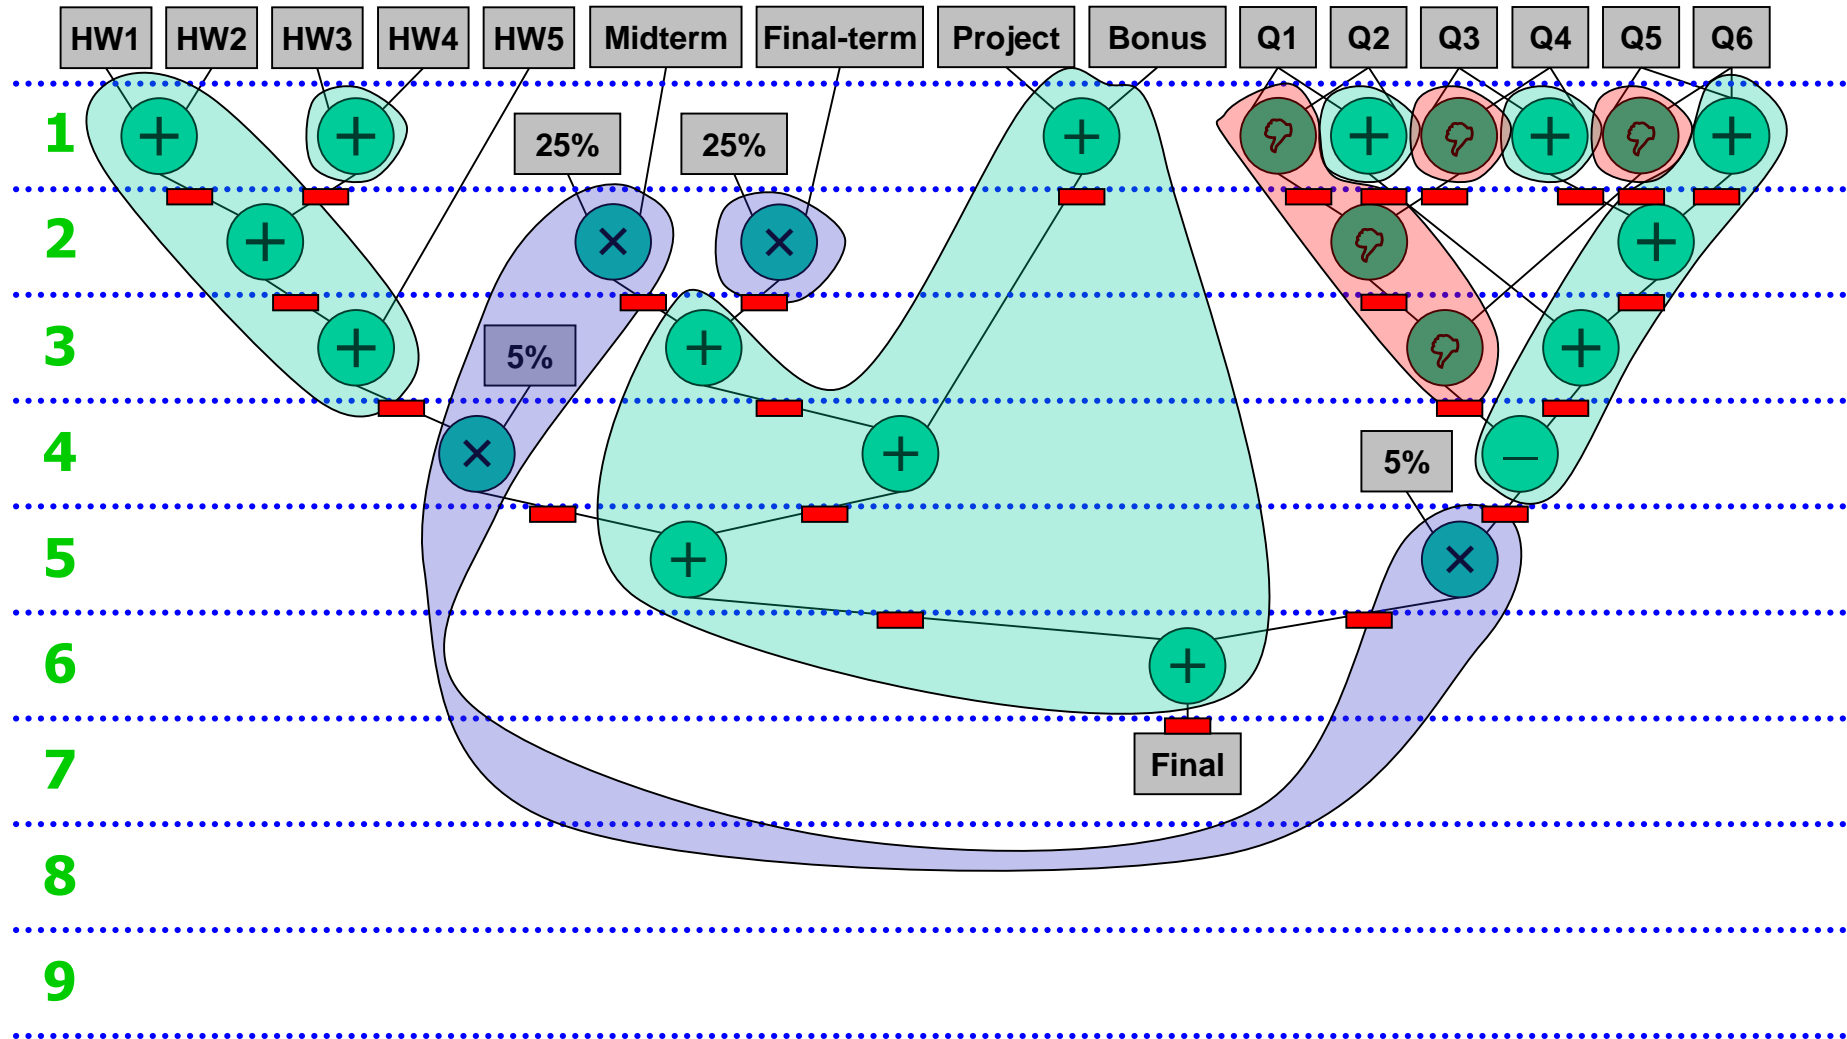 HW1 HW2 HW3 HW4 HW5 Midterm Final-term Project Bonus Q1 Q2 Q3 Q4 Q5 Q6
1 + + 25% 25% + + + +
2 + × × +
3 + 5% + +
4 × + 5% −
5 + ×
6 +
7 Final
8
9